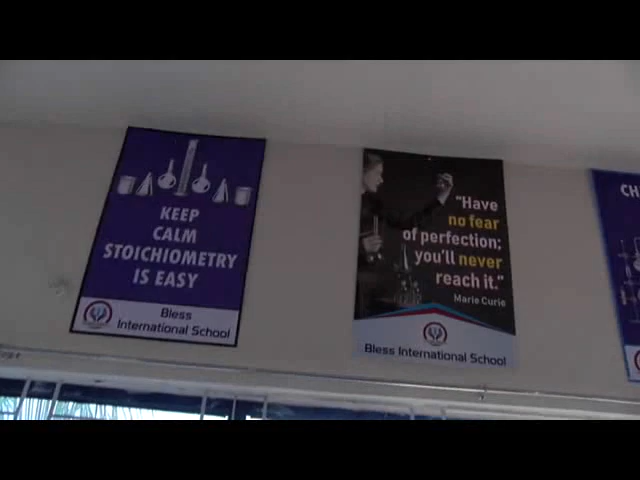 KEEP
CALM
STOICHIOMETRY
IS EASY
Bless
International School
"Have
no fear
of perfection;
you'll never
reach it."
Marie Curie
Bless International School
CH